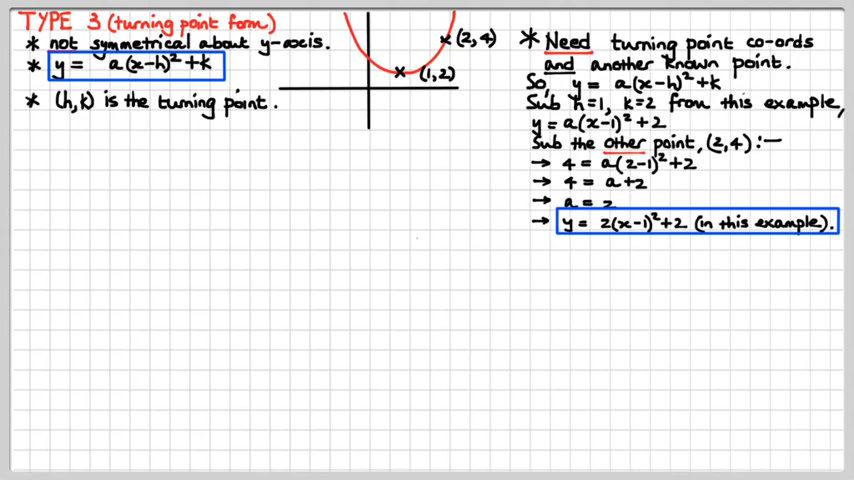 TYPE 3 (turning point form)
* not symmetrical about y-axis.
* y = a(x-h)² + k
* (h,k) is the turning point.
(2,4)
(1,2)
* Need turning point co-ords
and another known point.
So, y = a(x-h)² + k
Sub h=1, k=2 from this example,
y = a(x-1)² + 2
Sub the other point, (2,4) :-
→ 4 = a(2-1)² + 2
→ 4 = a+2
→ a = 2
→ y = 2(x-1)² + 2 (in this example).